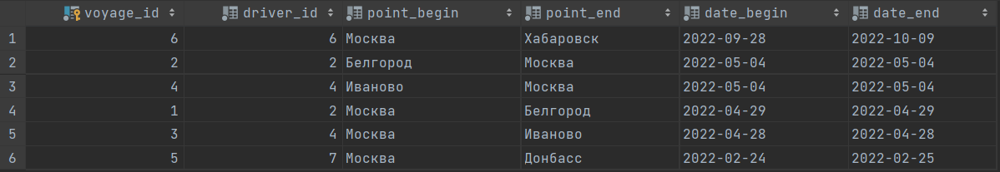 voyage_id driver_id point_begin point_end date_begin date_end
1 6 6 Москва Хабаровск 2022-09-28 2022-10-09
2 2 2 Белгород Москва 2022-05-04 2022-05-04
3 4 4 Иваново Москва 2022-05-04 2022-05-04
4 1 2 Москва Белгород 2022-04-29 2022-04-29
5 3 4 Москва Иваново 2022-04-28 2022-04-28
6 5 7 Москва Донбасс 2022-02-24 2022-02-25